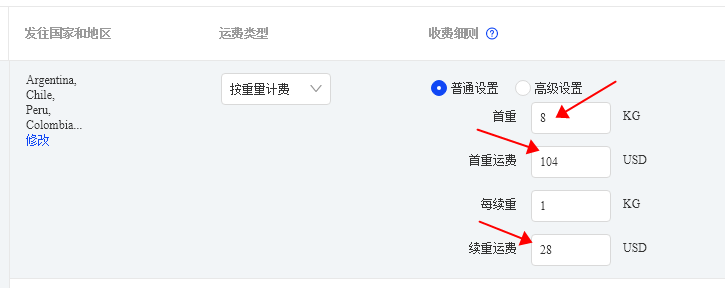 发往国家和地区 运费类型 收费细则 ?
Argentina,
Chile,
Peru,
Colombia...
修改
按重量计费
普通设置 高级设置
首重 8 KG
首重运费 104 USD
每续重 1 KG
续重运费 28 USD